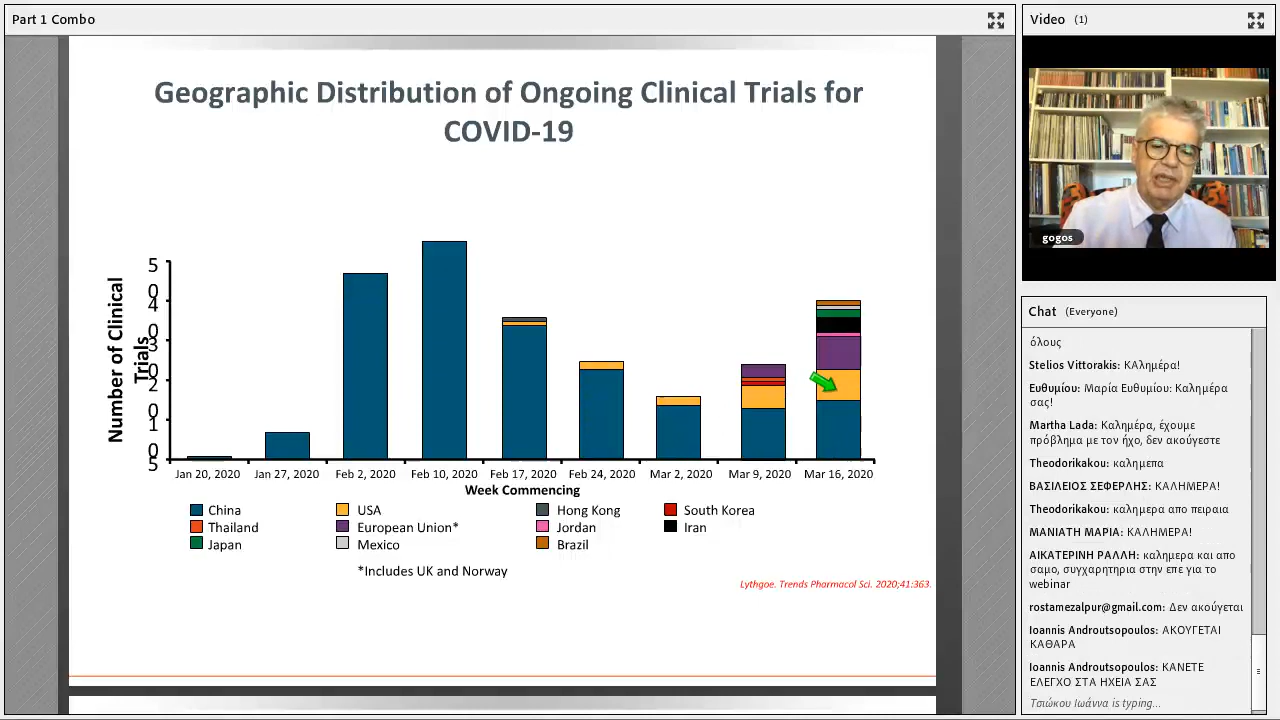 Part 1 Combo
Geographic Distribution of Ongoing Clinical Trials for
COVID-19
Number of Clinical
Trials
5
0
4
0
3
0
2
0
1
0
5
Jan 20, 2020
Jan 27, 2020
Feb 2, 2020
Feb 10, 2020
Feb 17, 2020
Feb 24, 2020
Mar 2, 2020
Mar 9, 2020
Mar 16, 2020
Week Commencing
China
USA
Hong Kong
South Korea
Thailand
European Union*
Jordan
Iran
Japan
Mexico
Brazil
*Includes UK and Norway
Lythgoe. Trends Pharmacol Sci. 2020;41:363.
Video (1)
gogos
Chat (Everyone)
όλους
Stelios Vittorakis: ΚΑλημέρα!
Ευθυμίου: Μαρία Ευθυμίου: Καλημέρα
σας!
Martha Lada: Καλημέρα, έχουμε
πρόβλημα με τον ήχο, δεν ακούγεστε
Theodorikakou: καλημεπα
ΒΑΣΙΛΕΙΟΣ ΣΕΦΕΡΛΗΣ: ΚΑΛΗΜΕΡΑ!
Theodorikakou: καλημερα απο πειραια
ΜΑΝΙΑΤΗ ΜΑΡΙΑ: ΚΑΛΗΜΕΡΑ!
ΑΙΚΑΤΕΡΙΝΗ ΡΑΛΛΗ: καλημερα και απο
σαμο, συγχαρητηρια στην επε για το
webinar
rostamezalpur@gmail.com: Δεν ακούγεται
Ioannis Androutsopoulos: ΑΚΟΥΓΕΤΑΙ
ΚΑΘΑΡΑ
Ioannis Androutsopoulos: ΚΑΝΕΤΕ
ΕΛΕΓΧΟ ΣΤΑ ΗΧΕΙΑ ΣΑΣ
Τσιώκου Ιωάννα is typing...